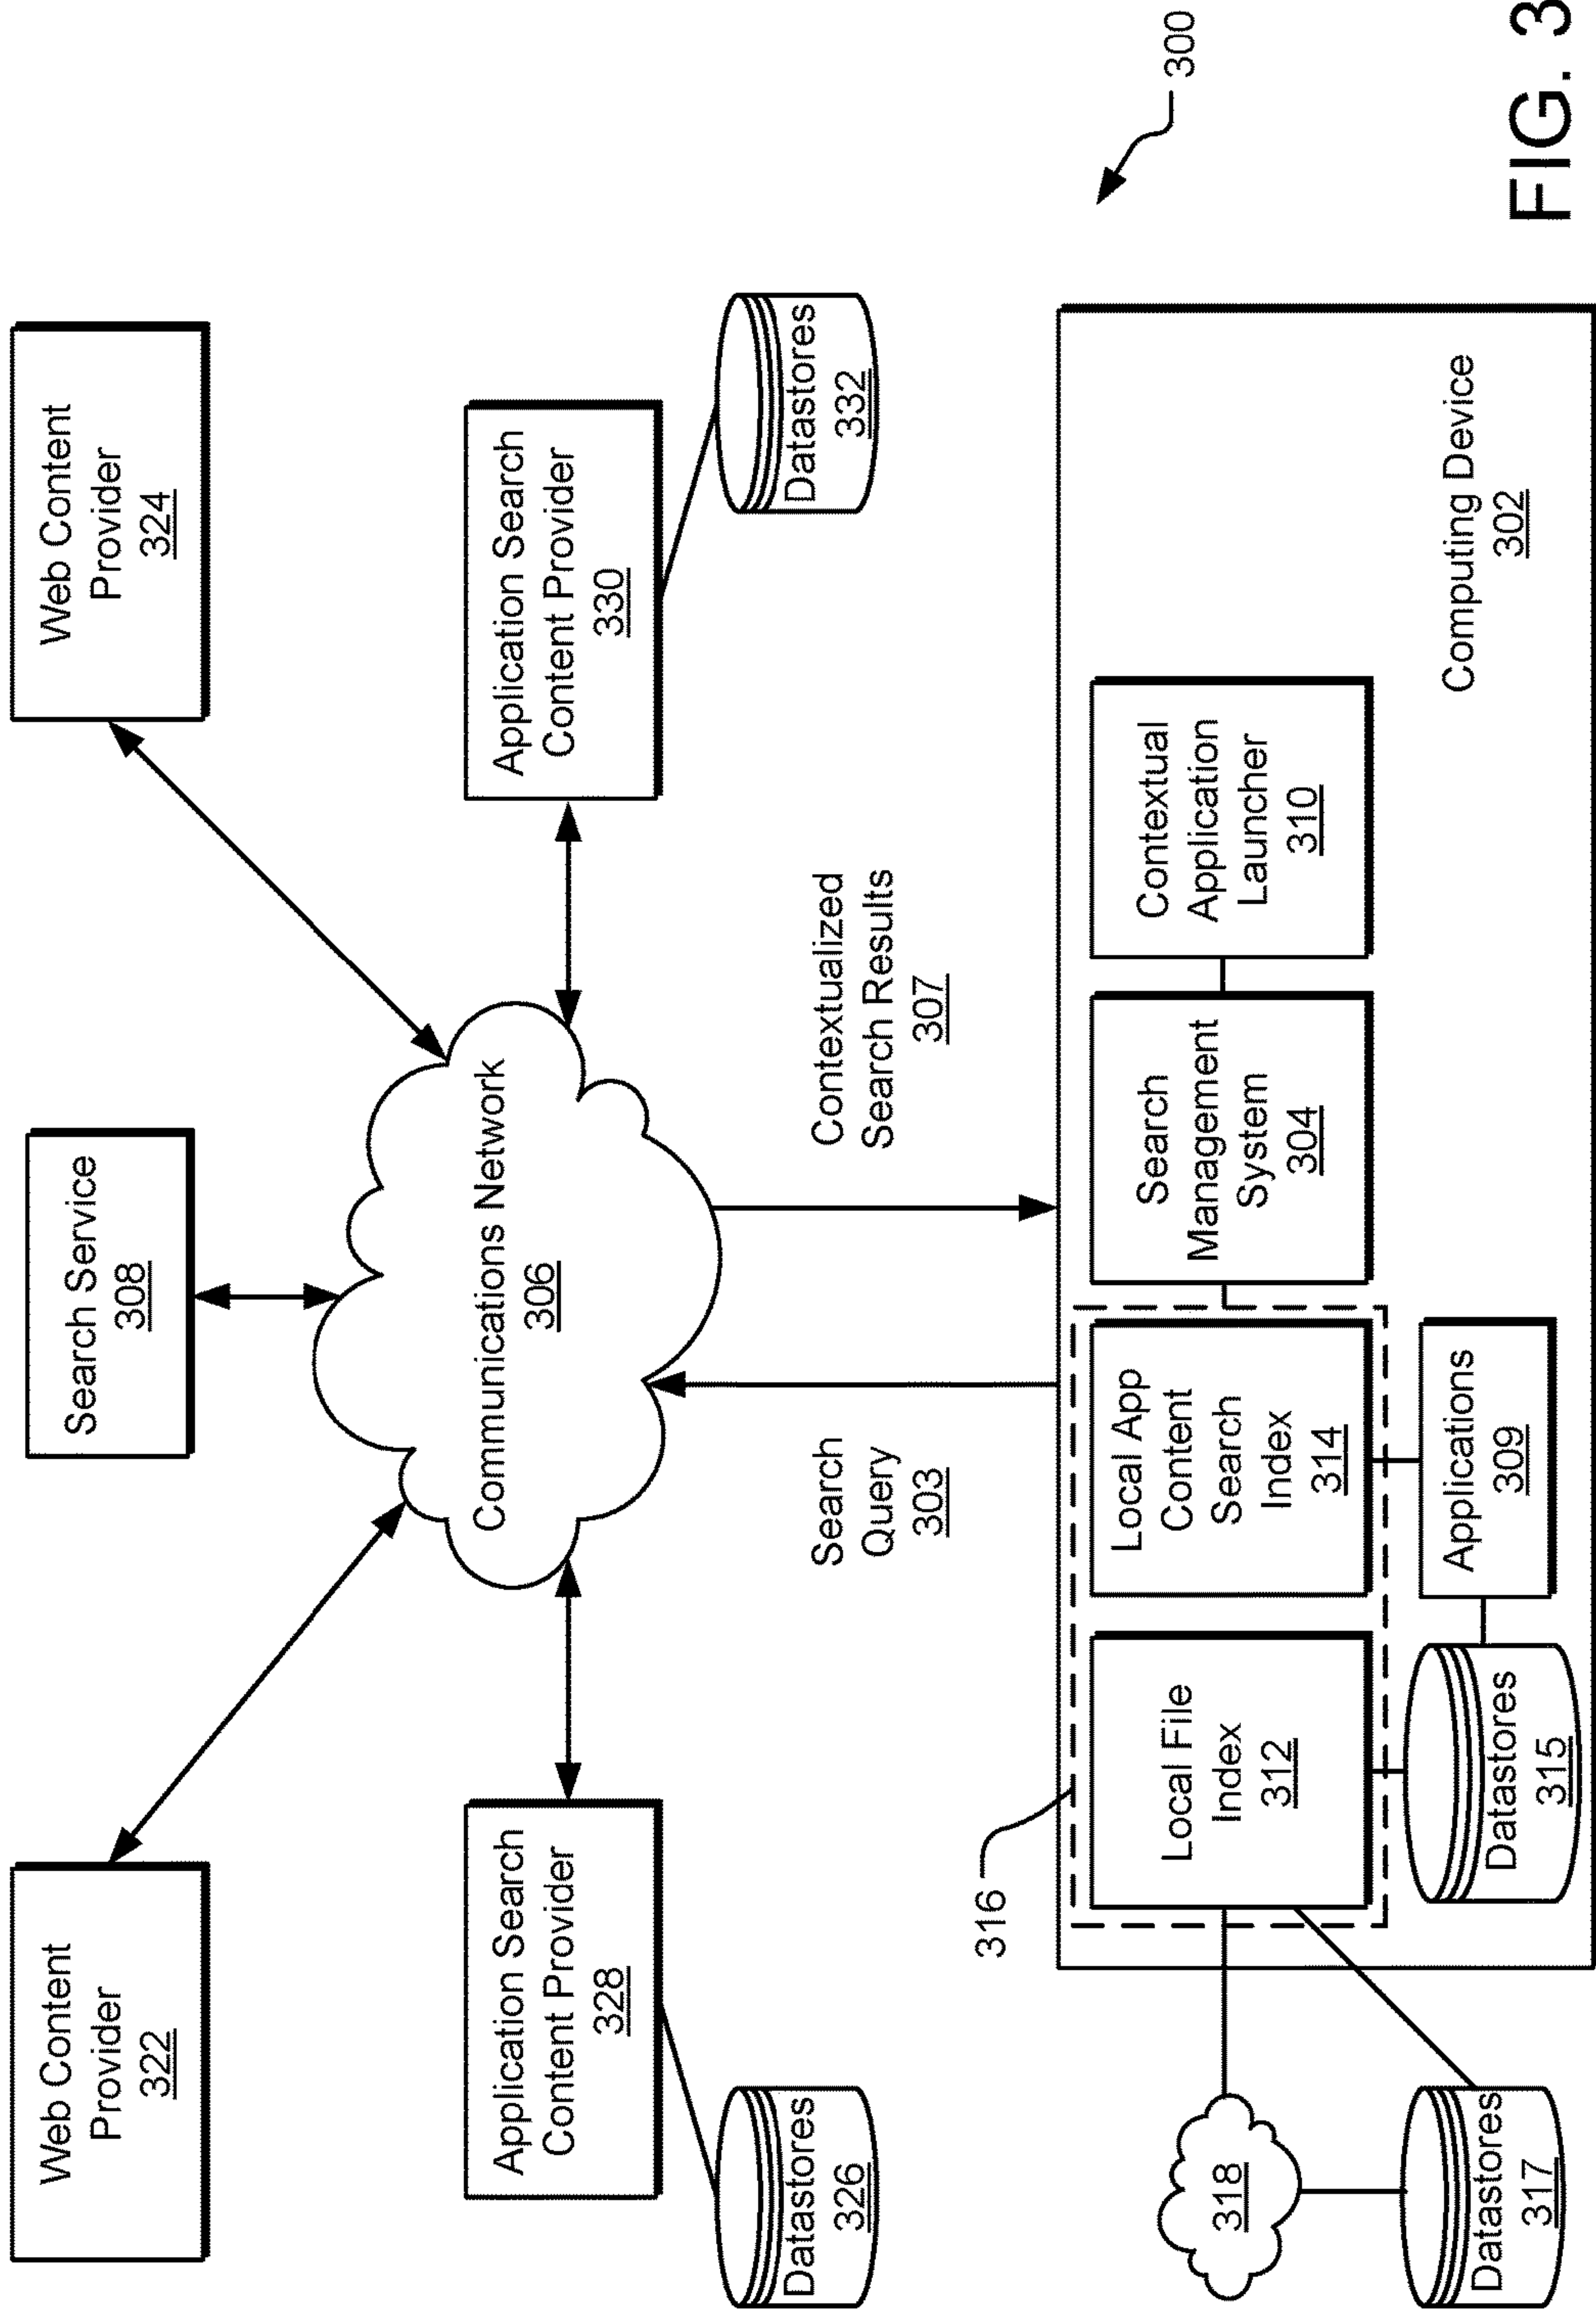 Web Content
Provider
322
Search Service
308
Web Content
Provider
324
Application Search
Content Provider
328
Datastores
326
Communications Network
306
Application Search
Content Provider
330
Datastores
332
Search
Query
303
Contextualized
Search Results
307
300
316
318
Datastores
317
Local File
Index
312
Local App
Content
Search
Index
314
Search
Management
System
304
Contextual
Application
Launcher
310
Datastores
315
Applications
309
Computing Device
302
FIG. 3